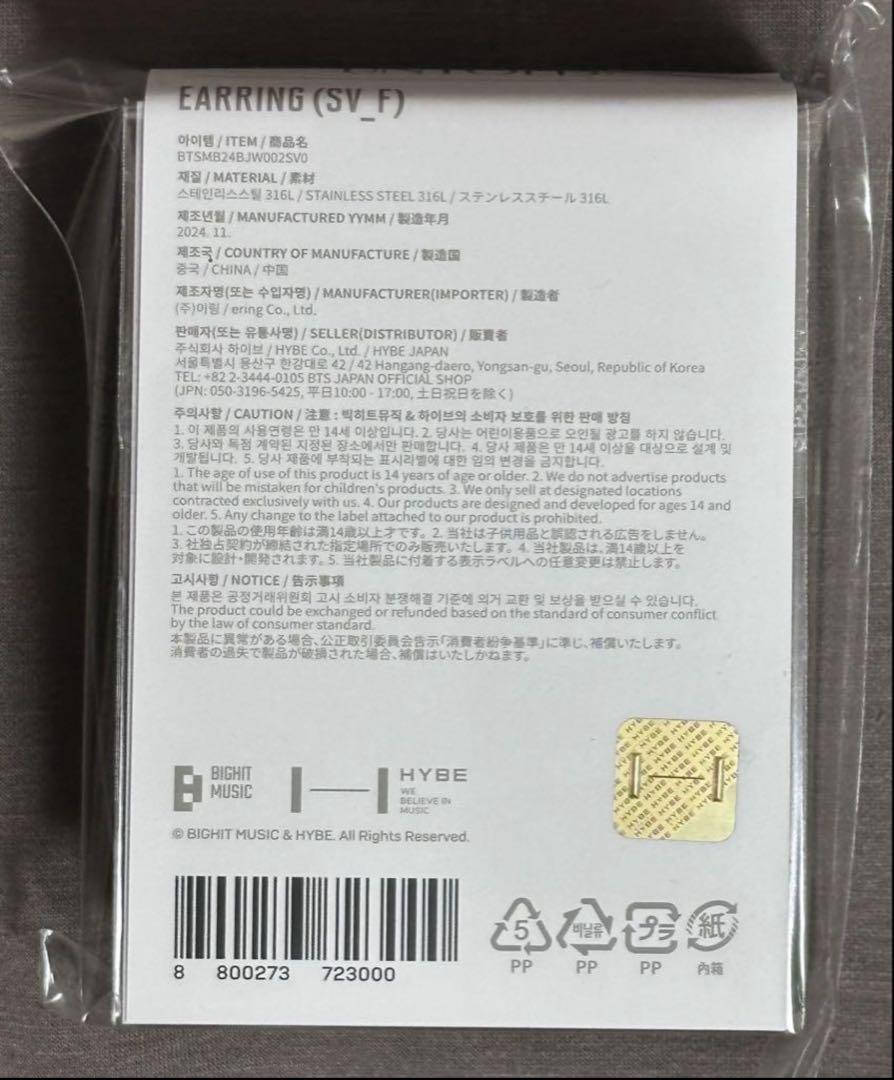 EARRING (SV_F)
아이템 / ITEM / 商品名
BTSMB24BJW002SV0
재질 / MATERIAL / 素材
스테인리스스틸 316L / STAINLESS STEEL 316L / ステンレススチール 316L
제조년월 / MANUFACTURED YYMM / 製造年月
2024. 11.
제조국 / COUNTRY OF MANUFACTURE / 製造国
중국 / CHINA / 中国
제조자명(또는 수입자명) / MANUFACTURER(IMPORTER) / 製造者
(주)이링 / ering Co., Ltd.
판매자(또는 유통사명) / SELLER(DISTRIBUTOR) / 販賣者
주식회사 하이브 / HYBE Co., Ltd. / HYBE JAPAN
서울특별시 용산구 한강대로 42 / 42 Hangang-daero, Yongsan-gu, Seoul, Republic of Korea
TEL: +82 2-3444-0105 BTS JAPAN OFFICIAL SHOP
(JPN: 050-3196-5425, 平日10:00 - 17:00, 土日祝日を除く)
주의사항 / CAUTION / 注意 : 빅히트뮤직 & 하이브의 소비자 보호를 위한 판매 방침
1. 이 제품의 사용연령은 만 14세 이상입니다. 2. 당사는 어린이용품으로 오인될 광고를 하지 않습니다.
3. 당사와 독점 계약된 지정된 장소에서만 판매합니다. 4. 당사 제품은 만 14세 이상을 대상으로 설계 및
개발됩니다. 5. 당사 제품에 부착되는 표시라벨에 대한 임의 변경을 금지합니다.
1. The age of use of this product is 14 years of age or older. 2. We do not advertise products
that will be mistaken for children's products. 3. We only sell at designated locations
contracted exclusively with us. 4. Our products are designed and developed for ages 14 and
older. 5. Any change to the label attached to our product is prohibited.
1. この製品の使用年齢は満14歳以上才です。 2. 当社は子供用品と誤認される広告をしません。
3. 社独占契約が締結された指定場所でのみ販売いたします。 4. 当社製品は、満14歳以上を
対象に設計・開発されます。 5. 当社製品に付着する表示ラベルへの任意変更は禁止します。
고시사항 / NOTICE / 告示事項
본 제품은 공정거래위원회 고시 소비자 분쟁해결 기준에 의거 교환 및 보상을 받으실 수 있습니다.
The product could be exchanged or refunded based on the standard of consumer conflict
by the law of consumer standard.
本製品に異常がある場合、公正取引委員会告示「消費者紛争基準」に準じ、補償いたします。
消費者の過失で製品が破損された場合、補償はいたしかねます。
BIGHIT MUSIC
HYBE
WE BELIEVE IN MUSIC
© BIGHIT MUSIC & HYBE. All Rights Reserved.
HYBE
8 800273 723000
5 PP
비닐류 PP
プラ PP
紙 內箱